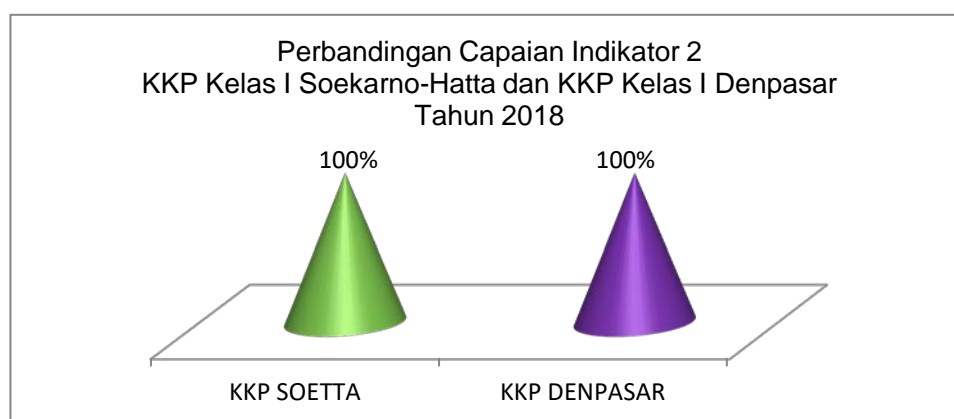 Perbandingan Capaian Indikator 2
KKP Kelas I Soekarno-Hatta dan KKP Kelas I Denpasar
Tahun 2018
100%
100%
KKP SOETTA
KKP DENPASAR